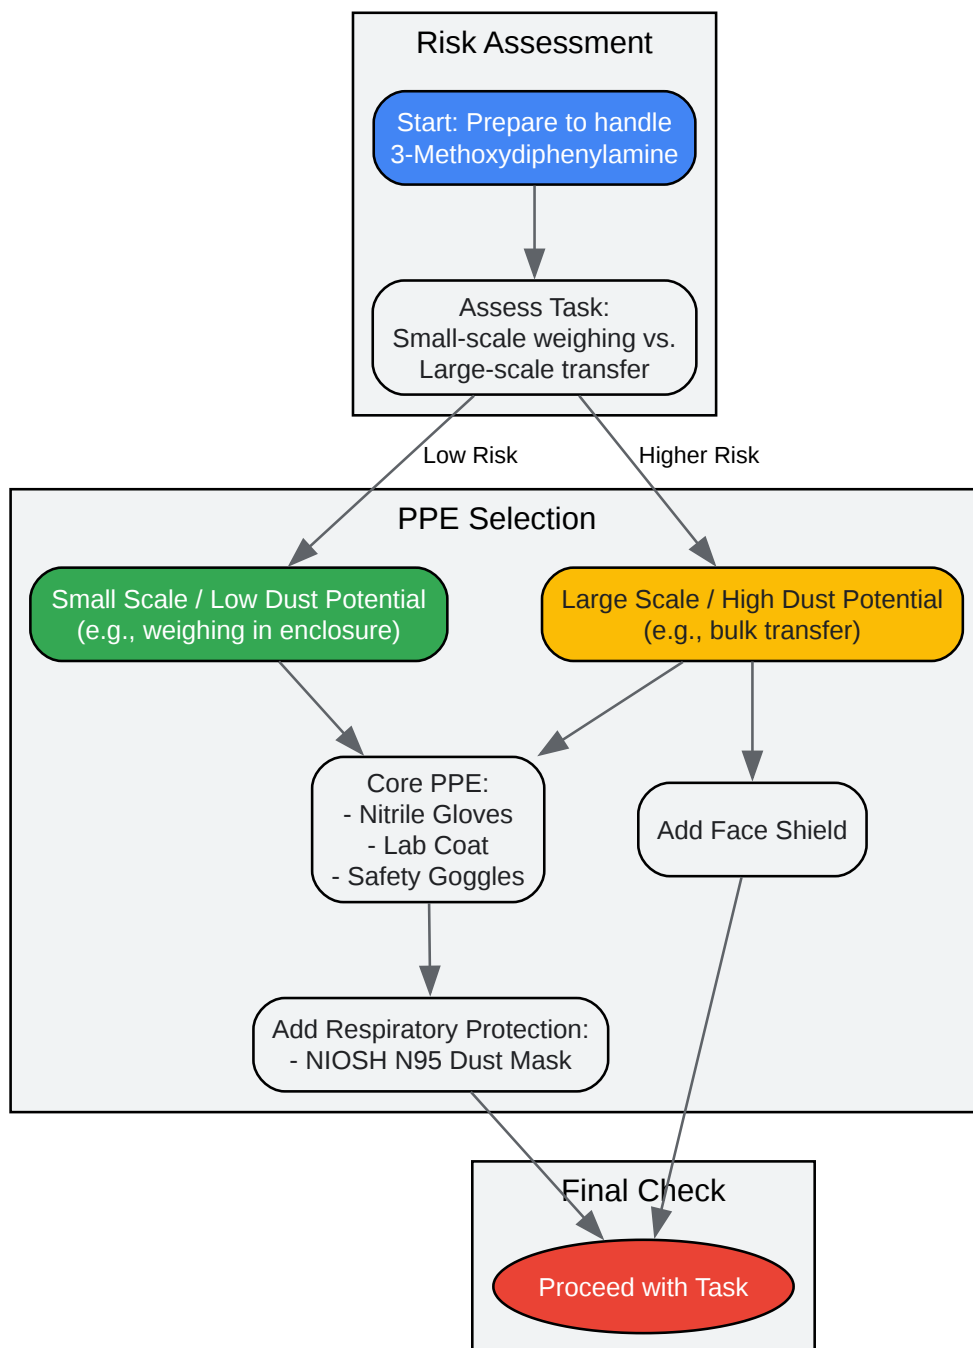 Risk Assessment
Start: Prepare to handle
3-Methoxydiphenylamine
Assess Task:
Small-scale weighing vs.
Large-scale transfer
Low Risk
Higher Risk
PPE Selection
Small Scale / Low Dust Potential
(e.g., weighing in enclosure)
Large Scale / High Dust Potential
(e.g., bulk transfer)
Core PPE:
- Nitrile Gloves
- Lab Coat
- Safety Goggles
Add Face Shield
Add Respiratory Protection:
- NIOSH N95 Dust Mask
Final Check
Proceed with Task